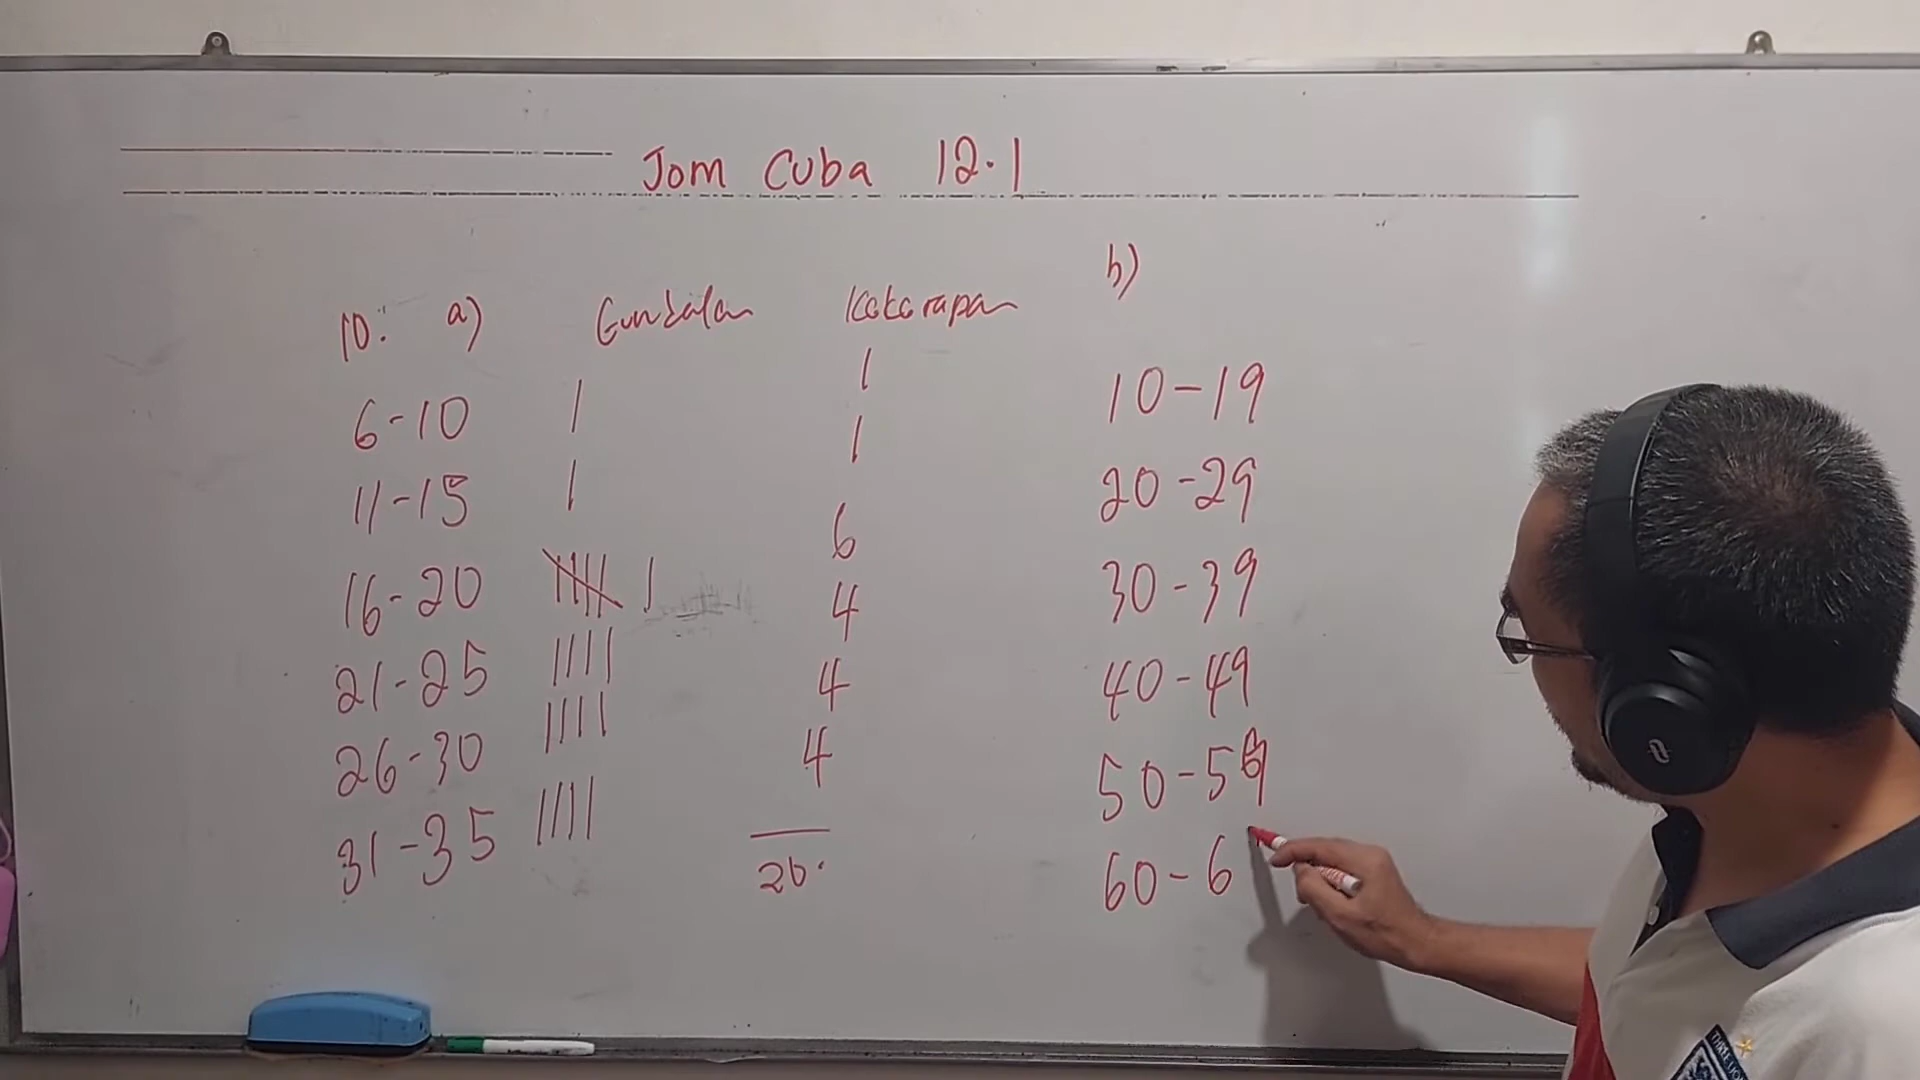 Jom Cuba 12.1
10. a) Gundalan Kekerapan
6-10 | 1
11-15 | 1
16-20 |||| | 6
21-25 |||| 4
26-30 |||| 4
31-35 |||| 4
20.
b)
10-19
20-29
30-39
40-49
50-59
60-6